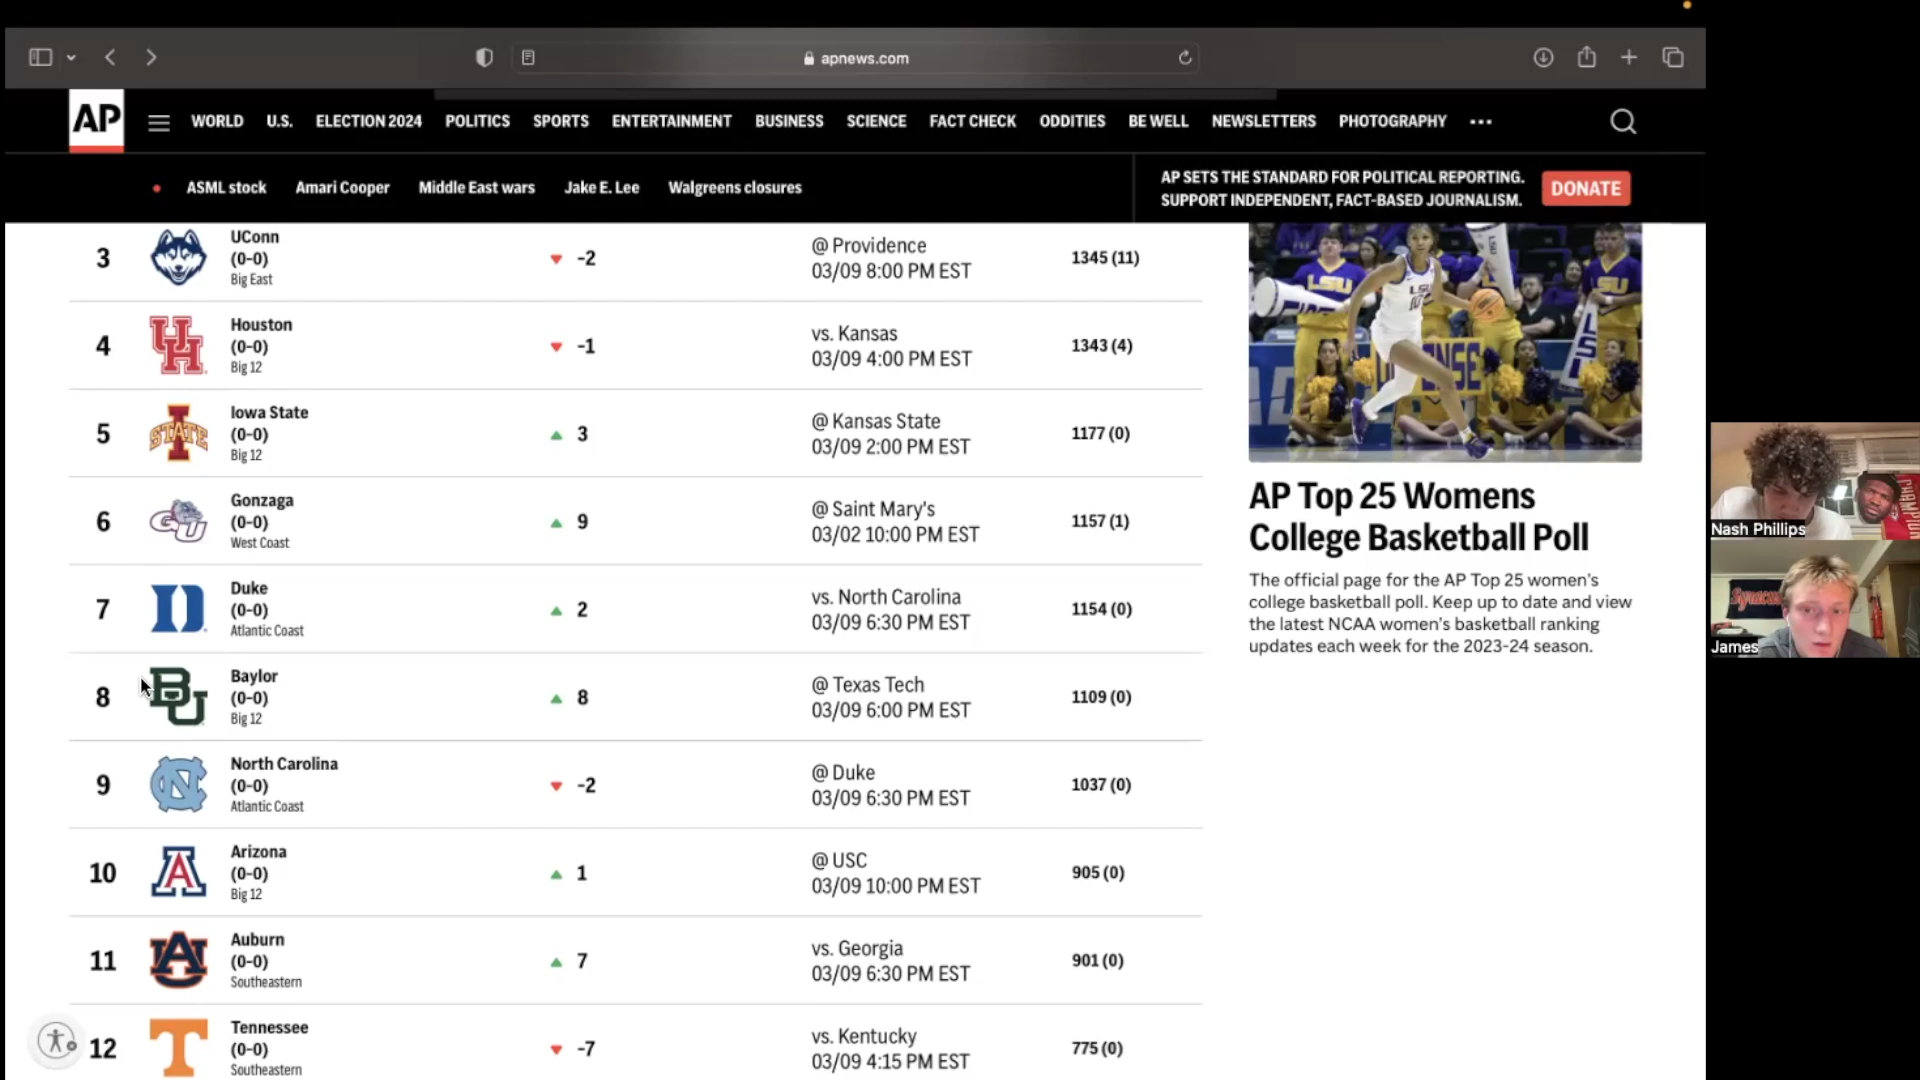 apnews.com
AP
WORLD U.S. ELECTION 2024 POLITICS SPORTS ENTERTAINMENT BUSINESS SCIENCE FACT CHECK ODDITIES BE WELL NEWSLETTERS PHOTOGRAPHY
ASML stock Amari Cooper Middle East wars Jake E. Lee Walgreens closures
AP SETS THE STANDARD FOR POLITICAL REPORTING.
SUPPORT INDEPENDENT, FACT-BASED JOURNALISM.
DONATE
3 UConn -2 @ Providence 1345 (11)
(0-0) 03/09 8:00 PM EST
Big East
4 Houston -1 vs. Kansas 1343 (4)
(0-0) 03/09 4:00 PM EST
Big 12
5 Iowa State 3 @ Kansas State 1177 (0)
(0-0) 03/09 2:00 PM EST
Big 12
STATE
6 Gonzaga 9 @ Saint Mary's 1157 (1)
(0-0) 03/02 10:00 PM EST
West Coast
GU
7 Duke 2 vs. North Carolina 1154 (0)
(0-0) 03/09 6:30 PM EST
Atlantic Coast
D
8 Baylor 8 @ Texas Tech 1109 (0)
(0-0) 03/09 6:00 PM EST
Big 12
BU
9 North Carolina -2 @ Duke 1037 (0)
(0-0) 03/09 6:30 PM EST
Atlantic Coast
NC
10 Arizona 1 @ USC 905 (0)
(0-0) 03/09 10:00 PM EST
Big 12
A
11 Auburn 7 vs. Georgia 901 (0)
(0-0) 03/09 6:30 PM EST
Southeastern
AU
12 Tennessee -7 vs. Kentucky 775 (0)
(0-0) 03/09 4:15 PM EST
Southeastern
T
LSU
LSU
LSU
LSU
10
ENSE
LSU
AP Top 25 Womens
College Basketball Poll
The official page for the AP Top 25 women's
college basketball poll. Keep up to date and view
the latest NCAA women's basketball ranking
updates each week for the 2023-24 season.
Nash Phillips
Syracuse
James